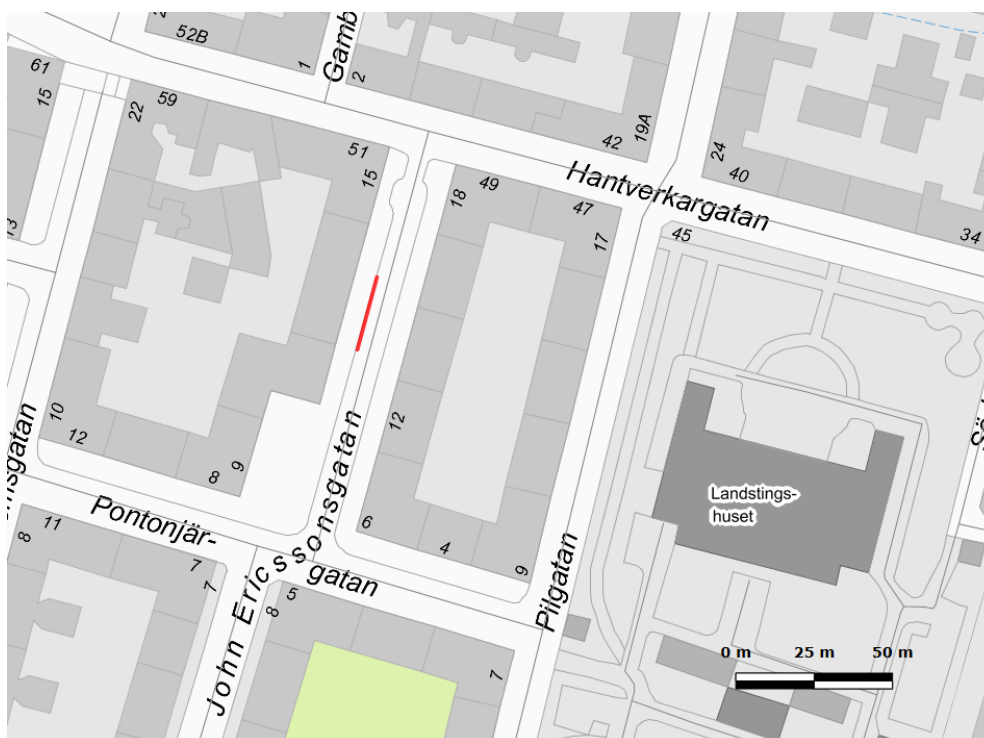 52B
1
Gamb
2
61
15
22
59
51
15
42
19A
24
40
34
Hantverkargatan
18
49
47
17
45
13
10
12
8
9
12
6
4
9
John Ericssonsgatan
Pontonjär-
gatan
Pilgatan
Landstings-
huset
11
8
7
7
5
8
7
nsgatan
0 m 25 m 50 m